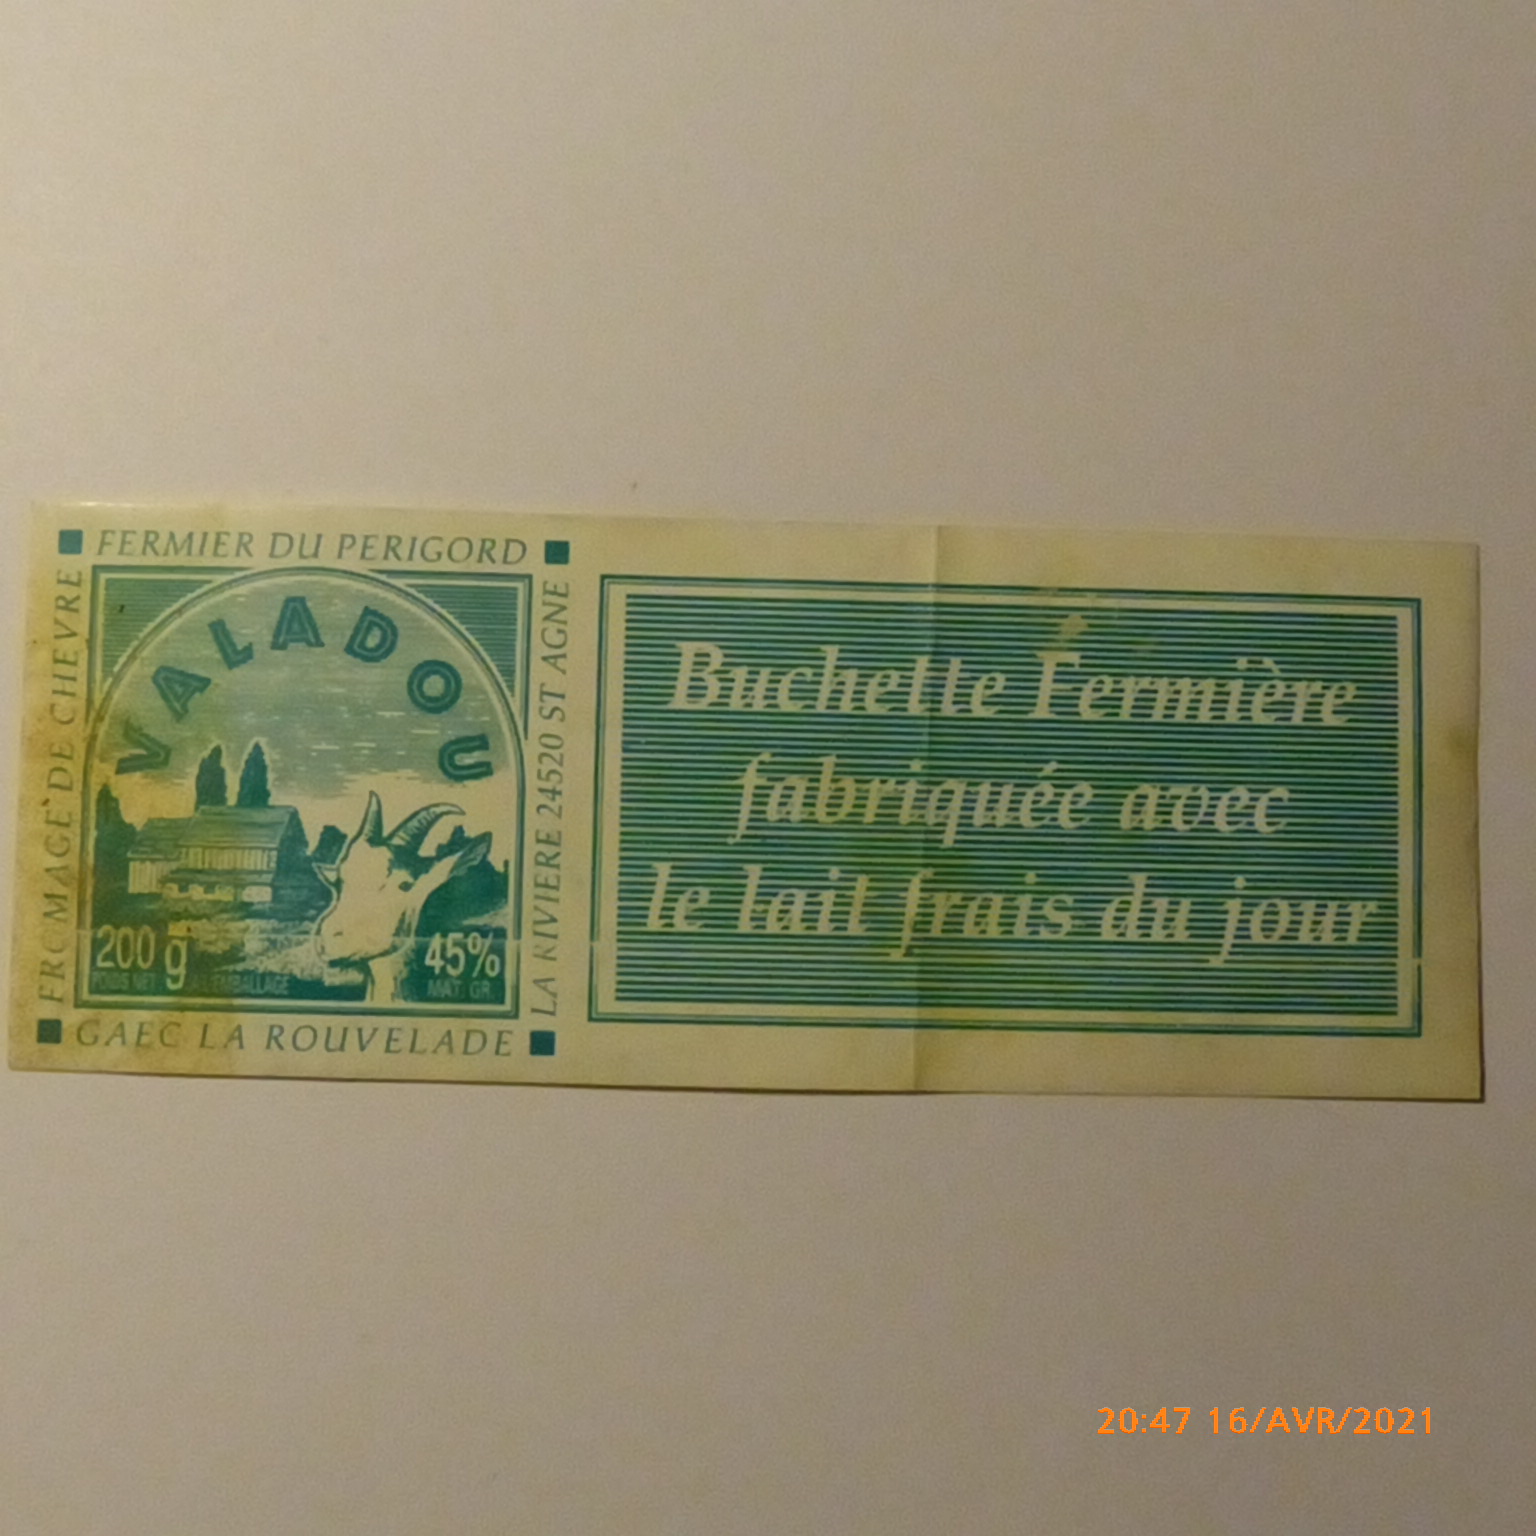 FERMIER DU PERIGORD
FROMAGE DE CHEVRE
VALADOU
LA RIVIERE 24520 ST AGNE
200 g
POIDS NET EMBALLAGE
45%
MAT. GR.
GAEC LA ROUVELADE
Buchette Fermière
fabriquée avec
le lait frais du jour
20:47 16/AVR/2021